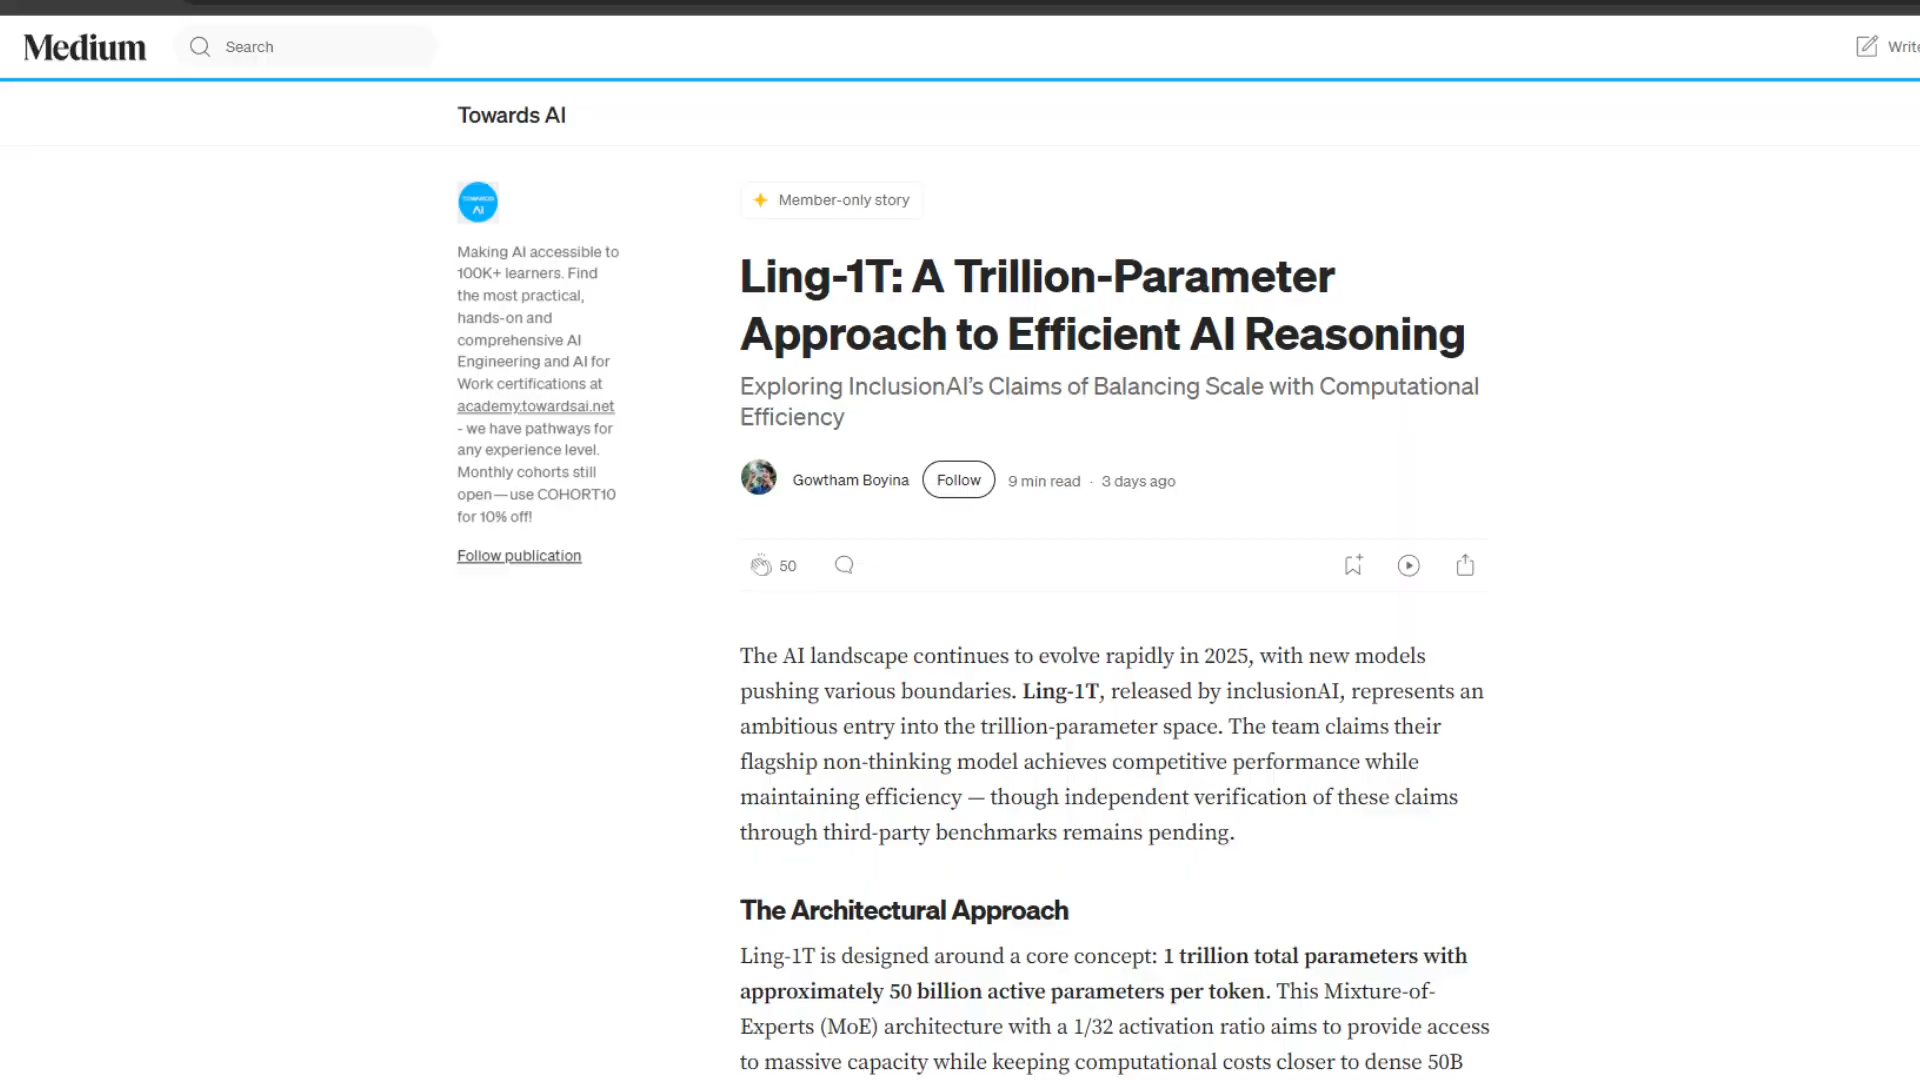 Medium
Search
Write
Towards AI
TOWARDS
AI
Making AI accessible to
100K+ learners. Find
the most practical,
hands-on and
comprehensive AI
Engineering and AI for
Work certifications at
academy.towardsai.net
- we have pathways for
any experience level.
Monthly cohorts still
open—use COHORT10
for 10% off!
Follow publication
Member-only story
Ling-1T: A Trillion-Parameter
Approach to Efficient AI Reasoning
Exploring InclusionAI’s Claims of Balancing Scale with Computational
Efficiency
Gowtham Boyina Follow 9 min read · 3 days ago
50
The AI landscape continues to evolve rapidly in 2025, with new models
pushing various boundaries. Ling-1T, released by inclusionAI, represents an
ambitious entry into the trillion-parameter space. The team claims their
flagship non-thinking model achieves competitive performance while
maintaining efficiency — though independent verification of these claims
through third-party benchmarks remains pending.
The Architectural Approach
Ling-1T is designed around a core concept: 1 trillion total parameters with
approximately 50 billion active parameters per token. This Mixture-of-
Experts (MoE) architecture with a 1/32 activation ratio aims to provide access
to massive capacity while keeping computational costs closer to dense 50B